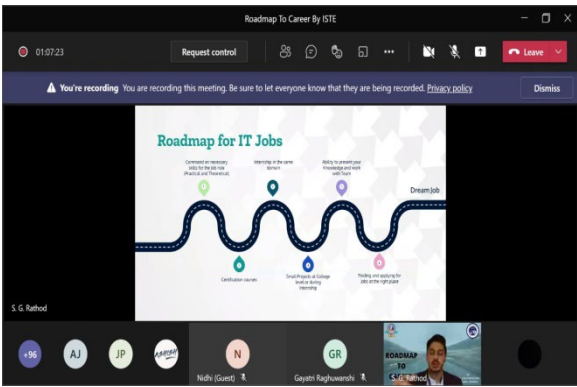 Roadmap To Career By ISTE
01:07:23
Request control
Leave
You're recording You are recording this meeting. Be sure to let everyone know that they are being recorded. Privacy policy
Dismiss
Roadmap for IT Jobs
Command on necessary
skills for the job role
(Practical and Theoretical)
Internship in the same
domain
Ability to present your
Knowledge and work
with Team
Dream Job
Certification courses
Small Projects at College
level or during
internship
Finding and applying for
jobs at the right place
S. G. Rathod
+96
AJ
JP
N
Nidhi (Guest)
GR
Gayatri Raghuwanshi
ROADMAP
TO
S. G. Rathod